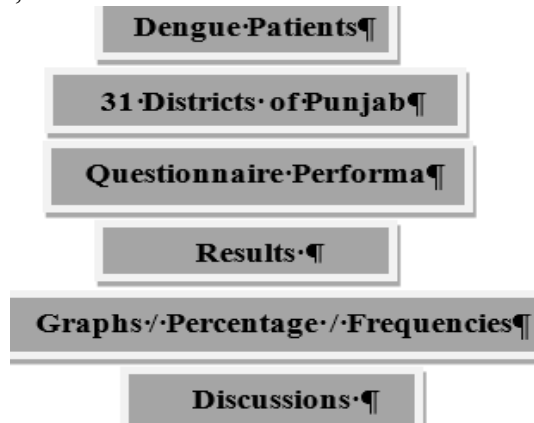 Dengue·Patients¶
31·Districts·of·Punjab¶
Questionnaire·Performa¶
Results·¶
Graphs·/·Percentage·/·Frequencies¶
Discussions·¶